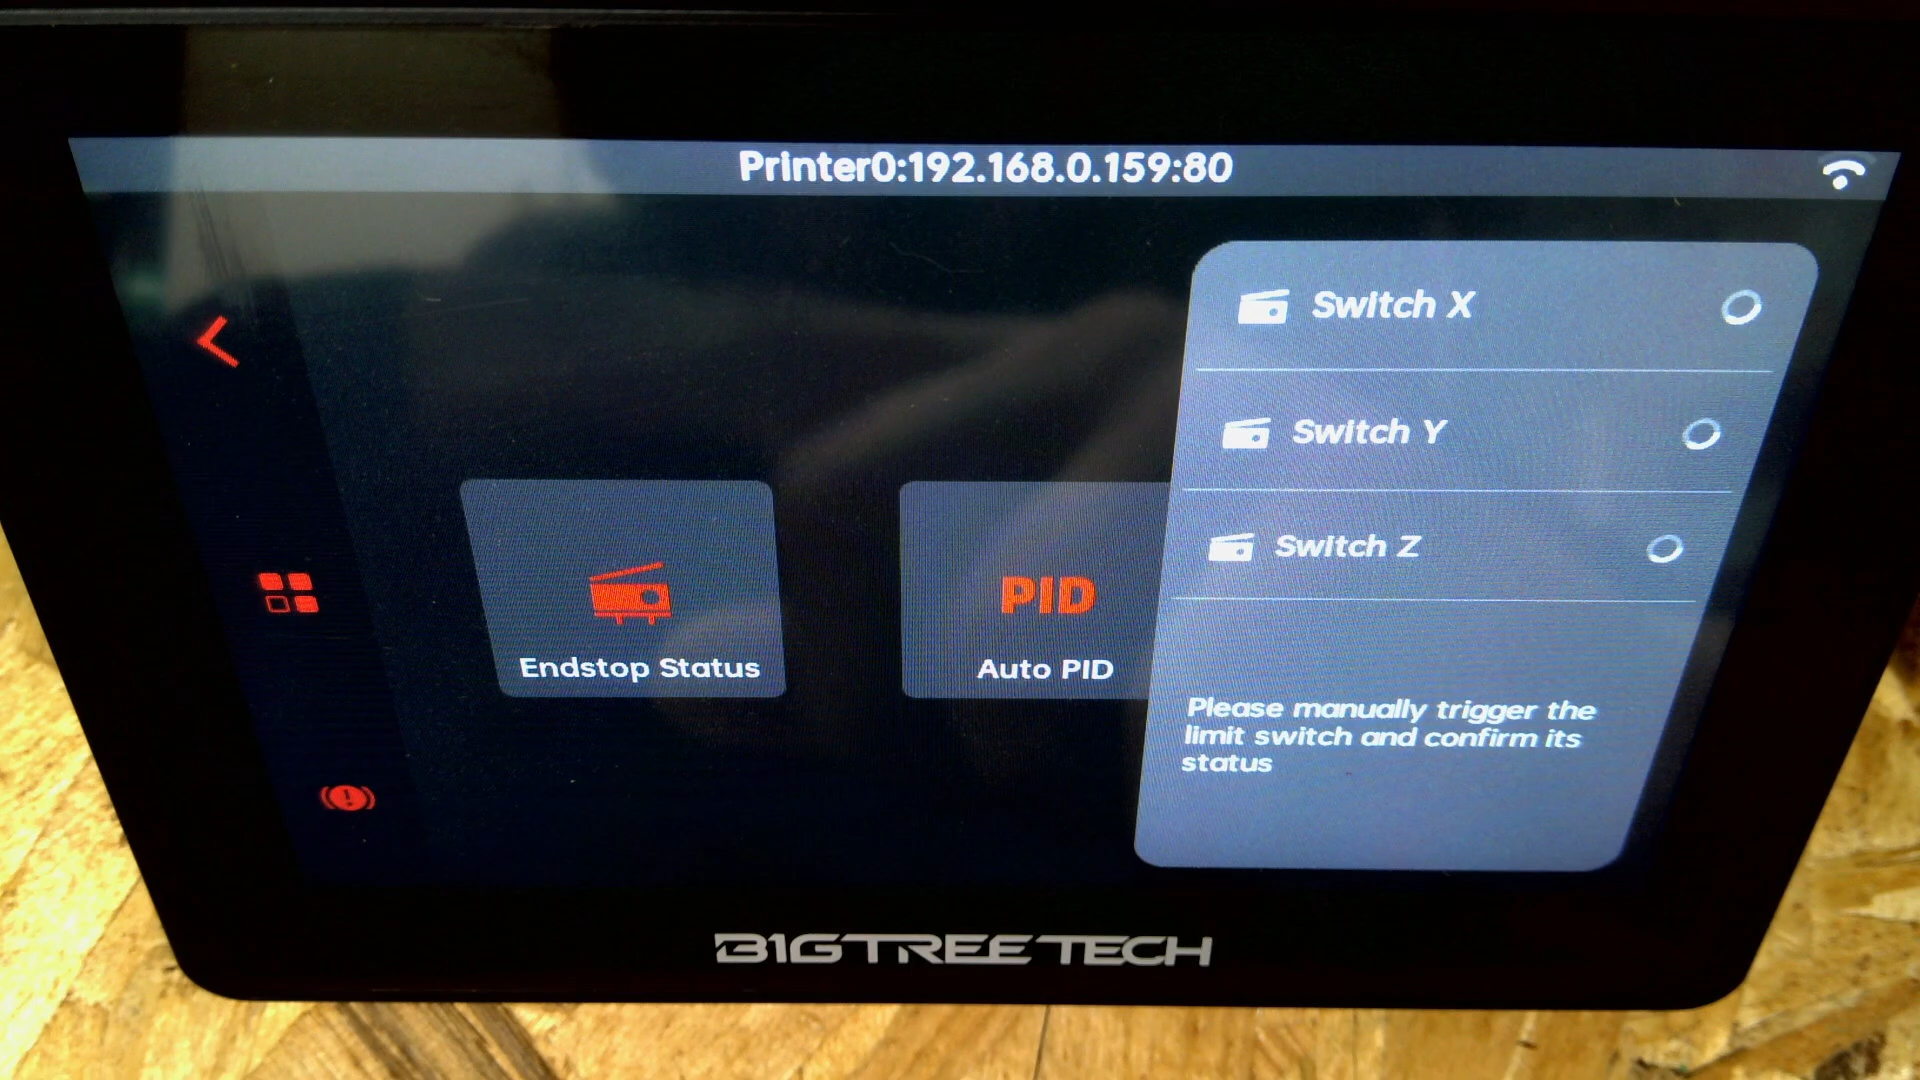 Printer0:192.168.0.159:80
Switch X
Switch Y
Switch Z
Endstop Status
PID
Auto PID
Please manually trigger the
limit switch and confirm its
status
BIGTREETECH